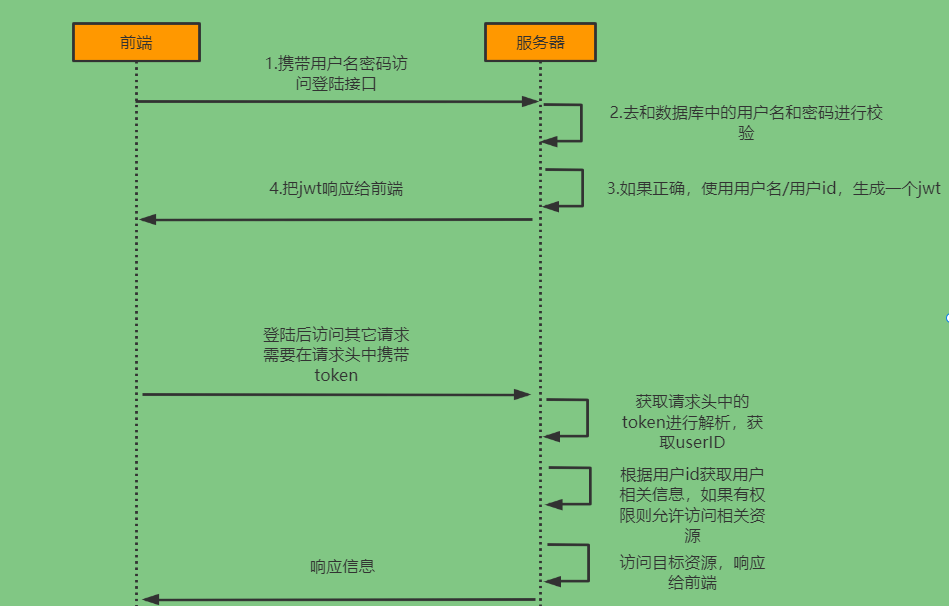 前端
服务器
1.携带用户名密码访
问登陆接口
2.去和数据库中的用户名和密码进行校
验
4.把jwt响应给前端
3.如果正确，使用用户名/用户id，生成一个jwt
登陆后访问其它请求
需要在请求头中携带
token
获取请求头中的
token进行解析，获
取userID
根据用户id获取用户
相关信息，如果有权
限则允许访问相关资
源
响应信息
访问目标资源，响应
给前端